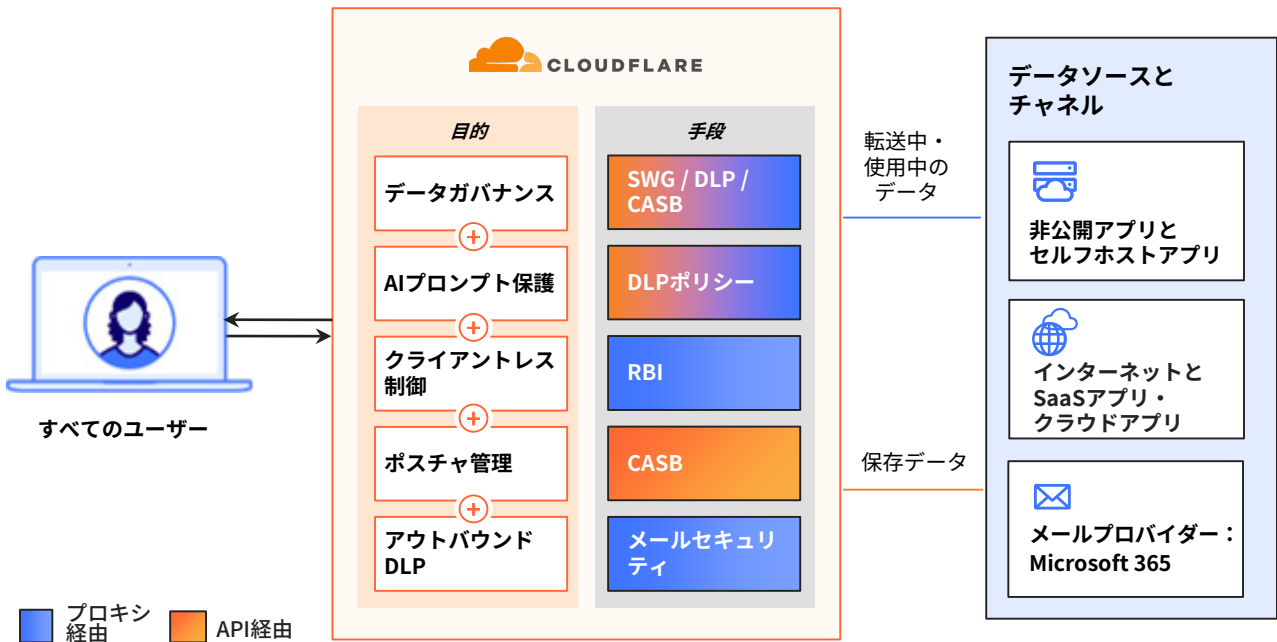 CLOUDFLARE
目的
データガバナンス
AIプロンプト保護
クライアントレス
制御
ポスチャ管理
アウトバウンド
DLP
手段
SWG / DLP /
CASB
DLPポリシー
RBI
CASB
メールセキュリ
ティ
すべてのユーザー
転送中・
使用中の
データ
保存データ
データソースと
チャネル
非公開アプリと
セルフホストアプリ
インターネットと
SaaSアプリ・
クラウドアプリ
メールプロバイダー：
Microsoft 365
プロキシ
経由
API経由